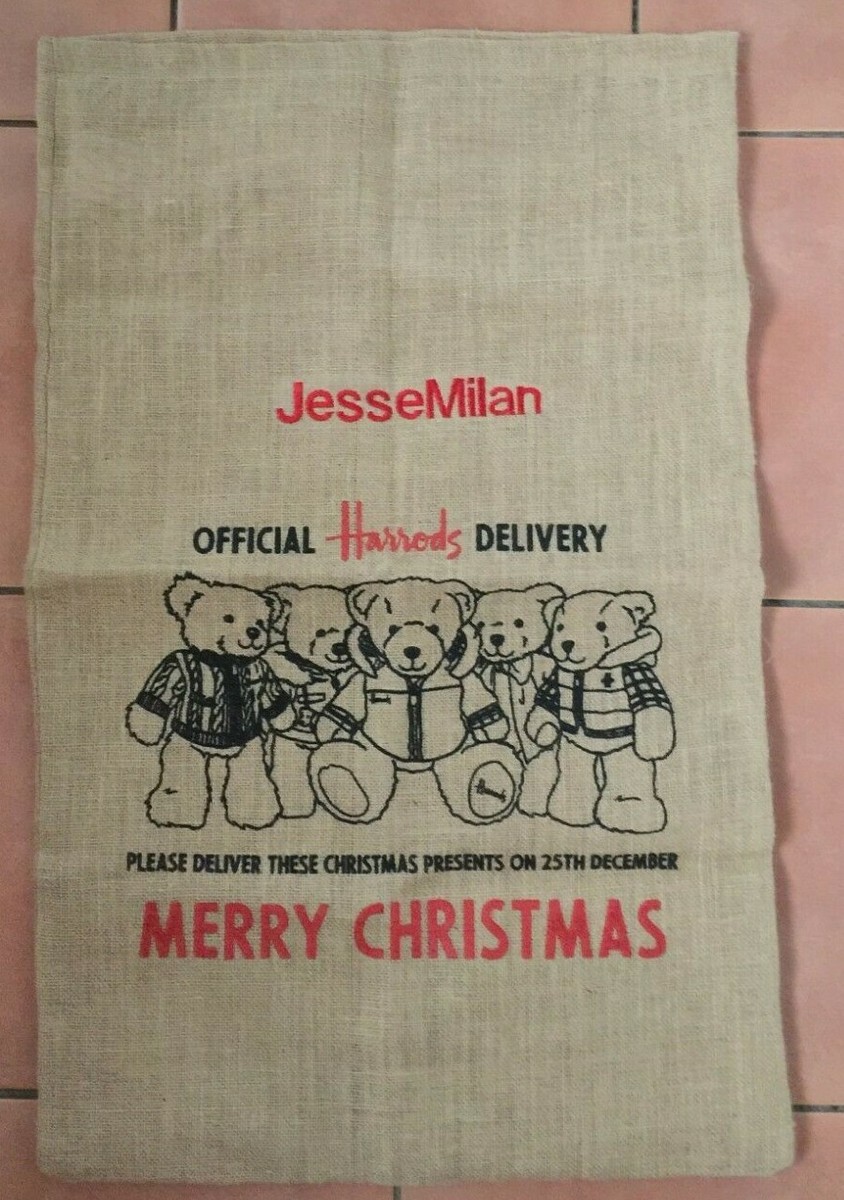 JesseMilan
OFFICIAL Harrods DELIVERY
PLEASE DELIVER THESE CHRISTMAS PRESENTS ON 25TH DECEMBER
MERRY CHRISTMAS